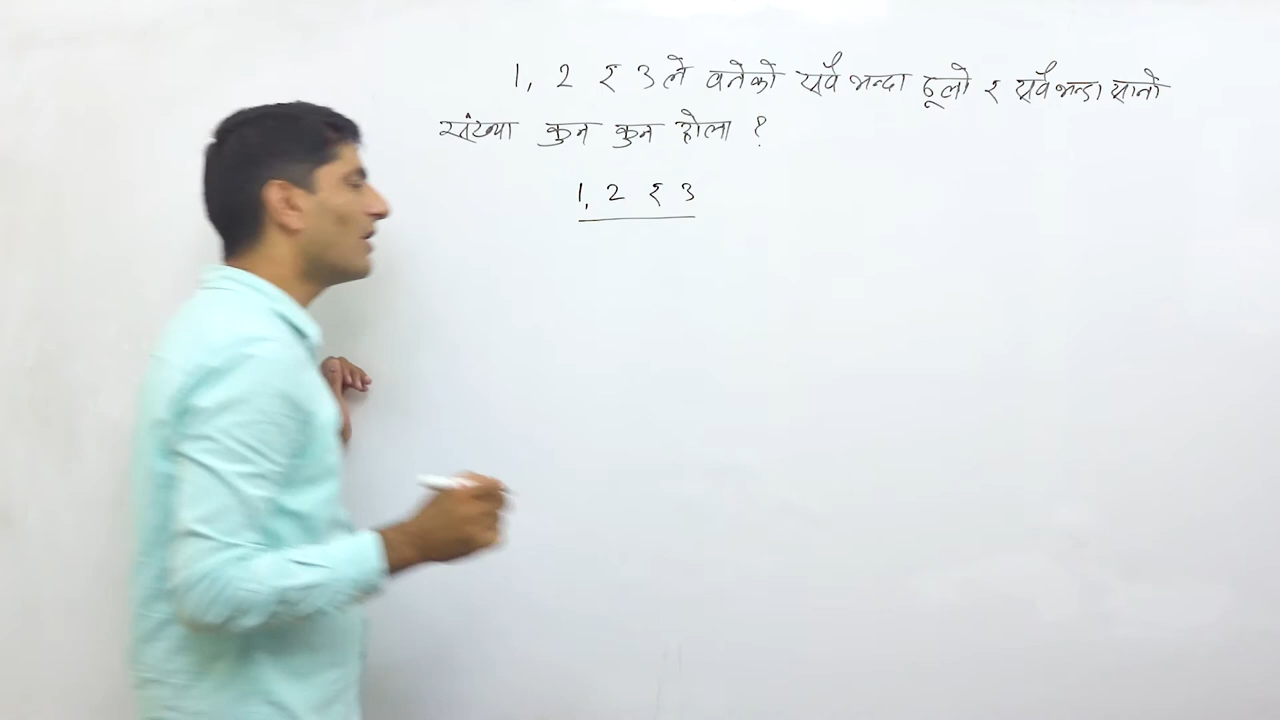 1, 2 र 3 ले बनेको सबै भन्दा ठूलो र सबै भन्दा सानो
संख्या कुन कुन होला ?
1, 2 र 3